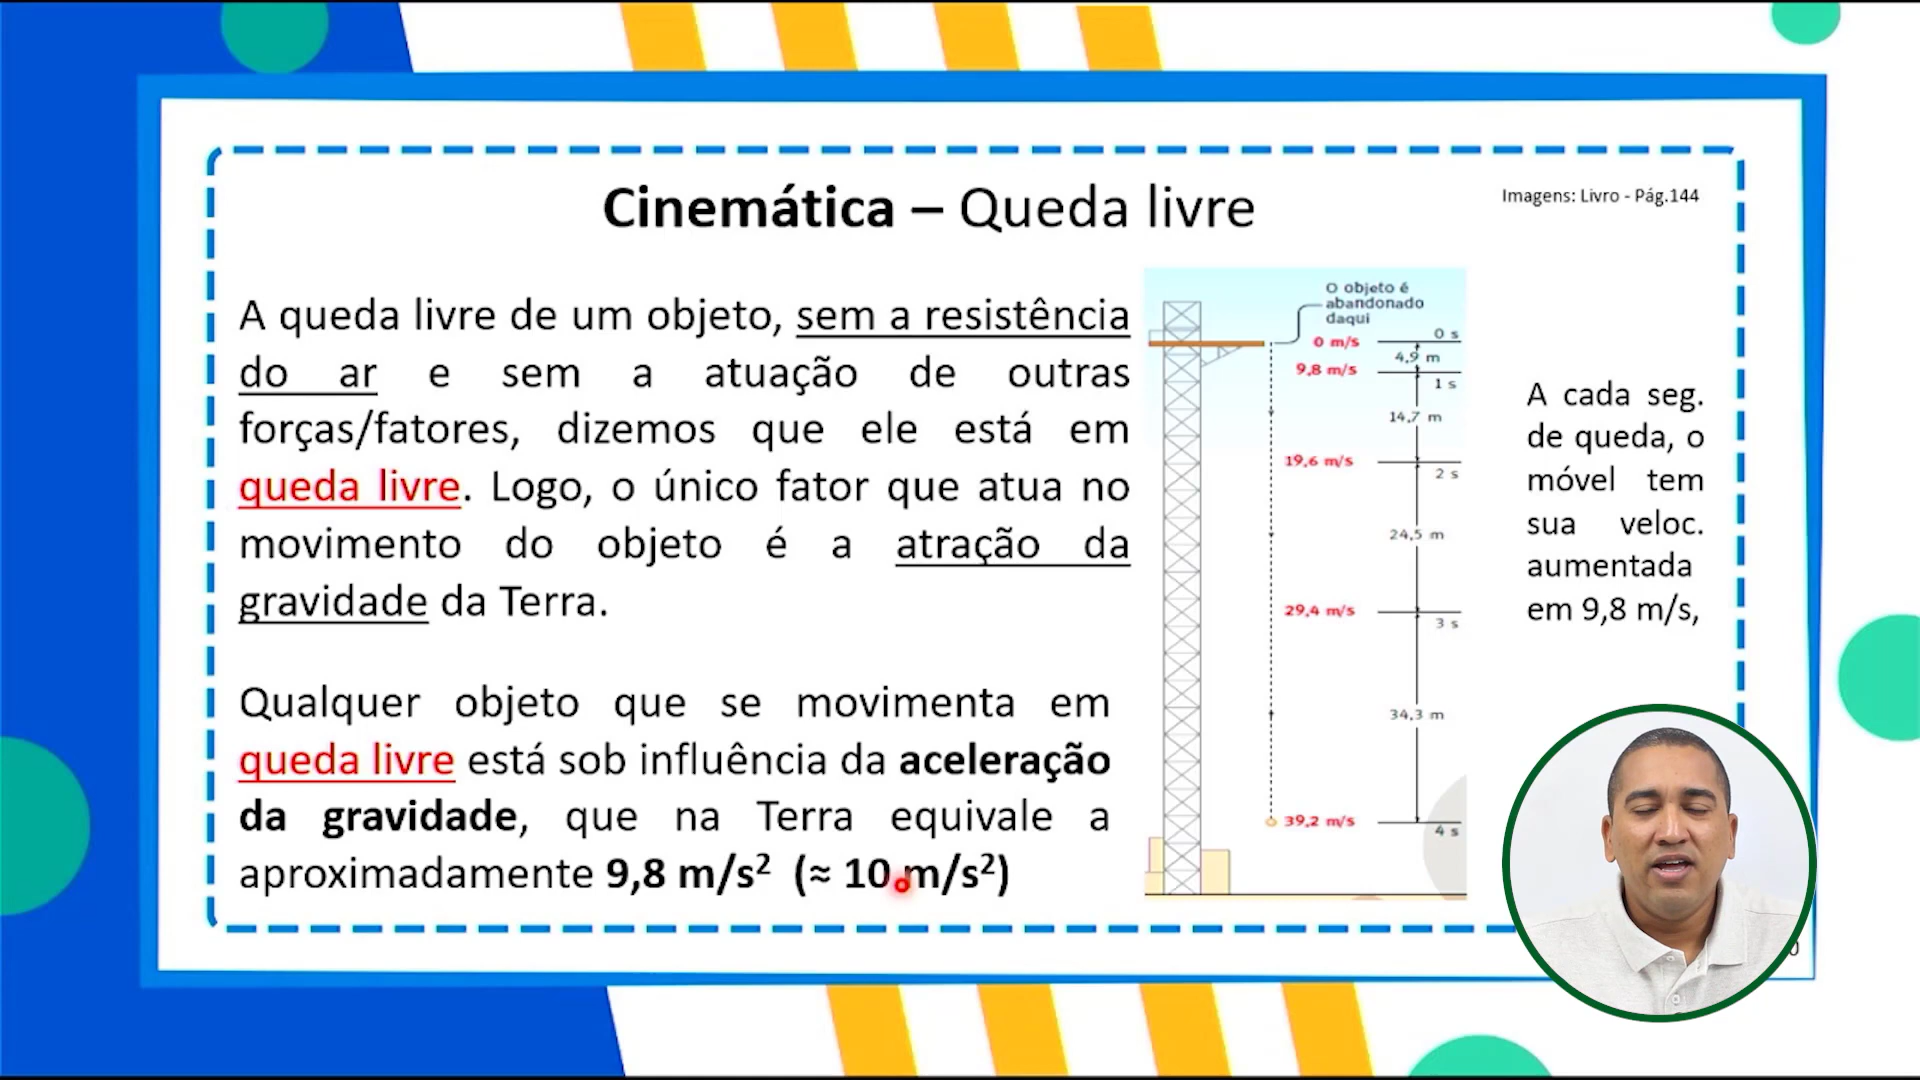 Cinemática – Queda livre
Imagens: Livro - Pág.144
A queda livre de um objeto, sem a resistência
do ar e sem a atuação de outras
forças/fatores, dizemos que ele está em
queda livre. Logo, o único fator que atua no
movimento do objeto é a atração da
gravidade da Terra.
Qualquer objeto que se movimenta em
queda livre está sob influência da aceleração
da gravidade, que na Terra equivale a
aproximadamente 9,8 m/s² (≈ 10 m/s²)
O objeto é
abandonado
daqui
0 m/s
0 s
4,9 m
9,8 m/s
1 s
14,7 m
19,6 m/s
2 s
24,5 m
29,4 m/s
3 s
34,3 m
39,2 m/s
4 s
A cada seg.
de queda, o
móvel tem
sua veloc.
aumentada
em 9,8 m/s,